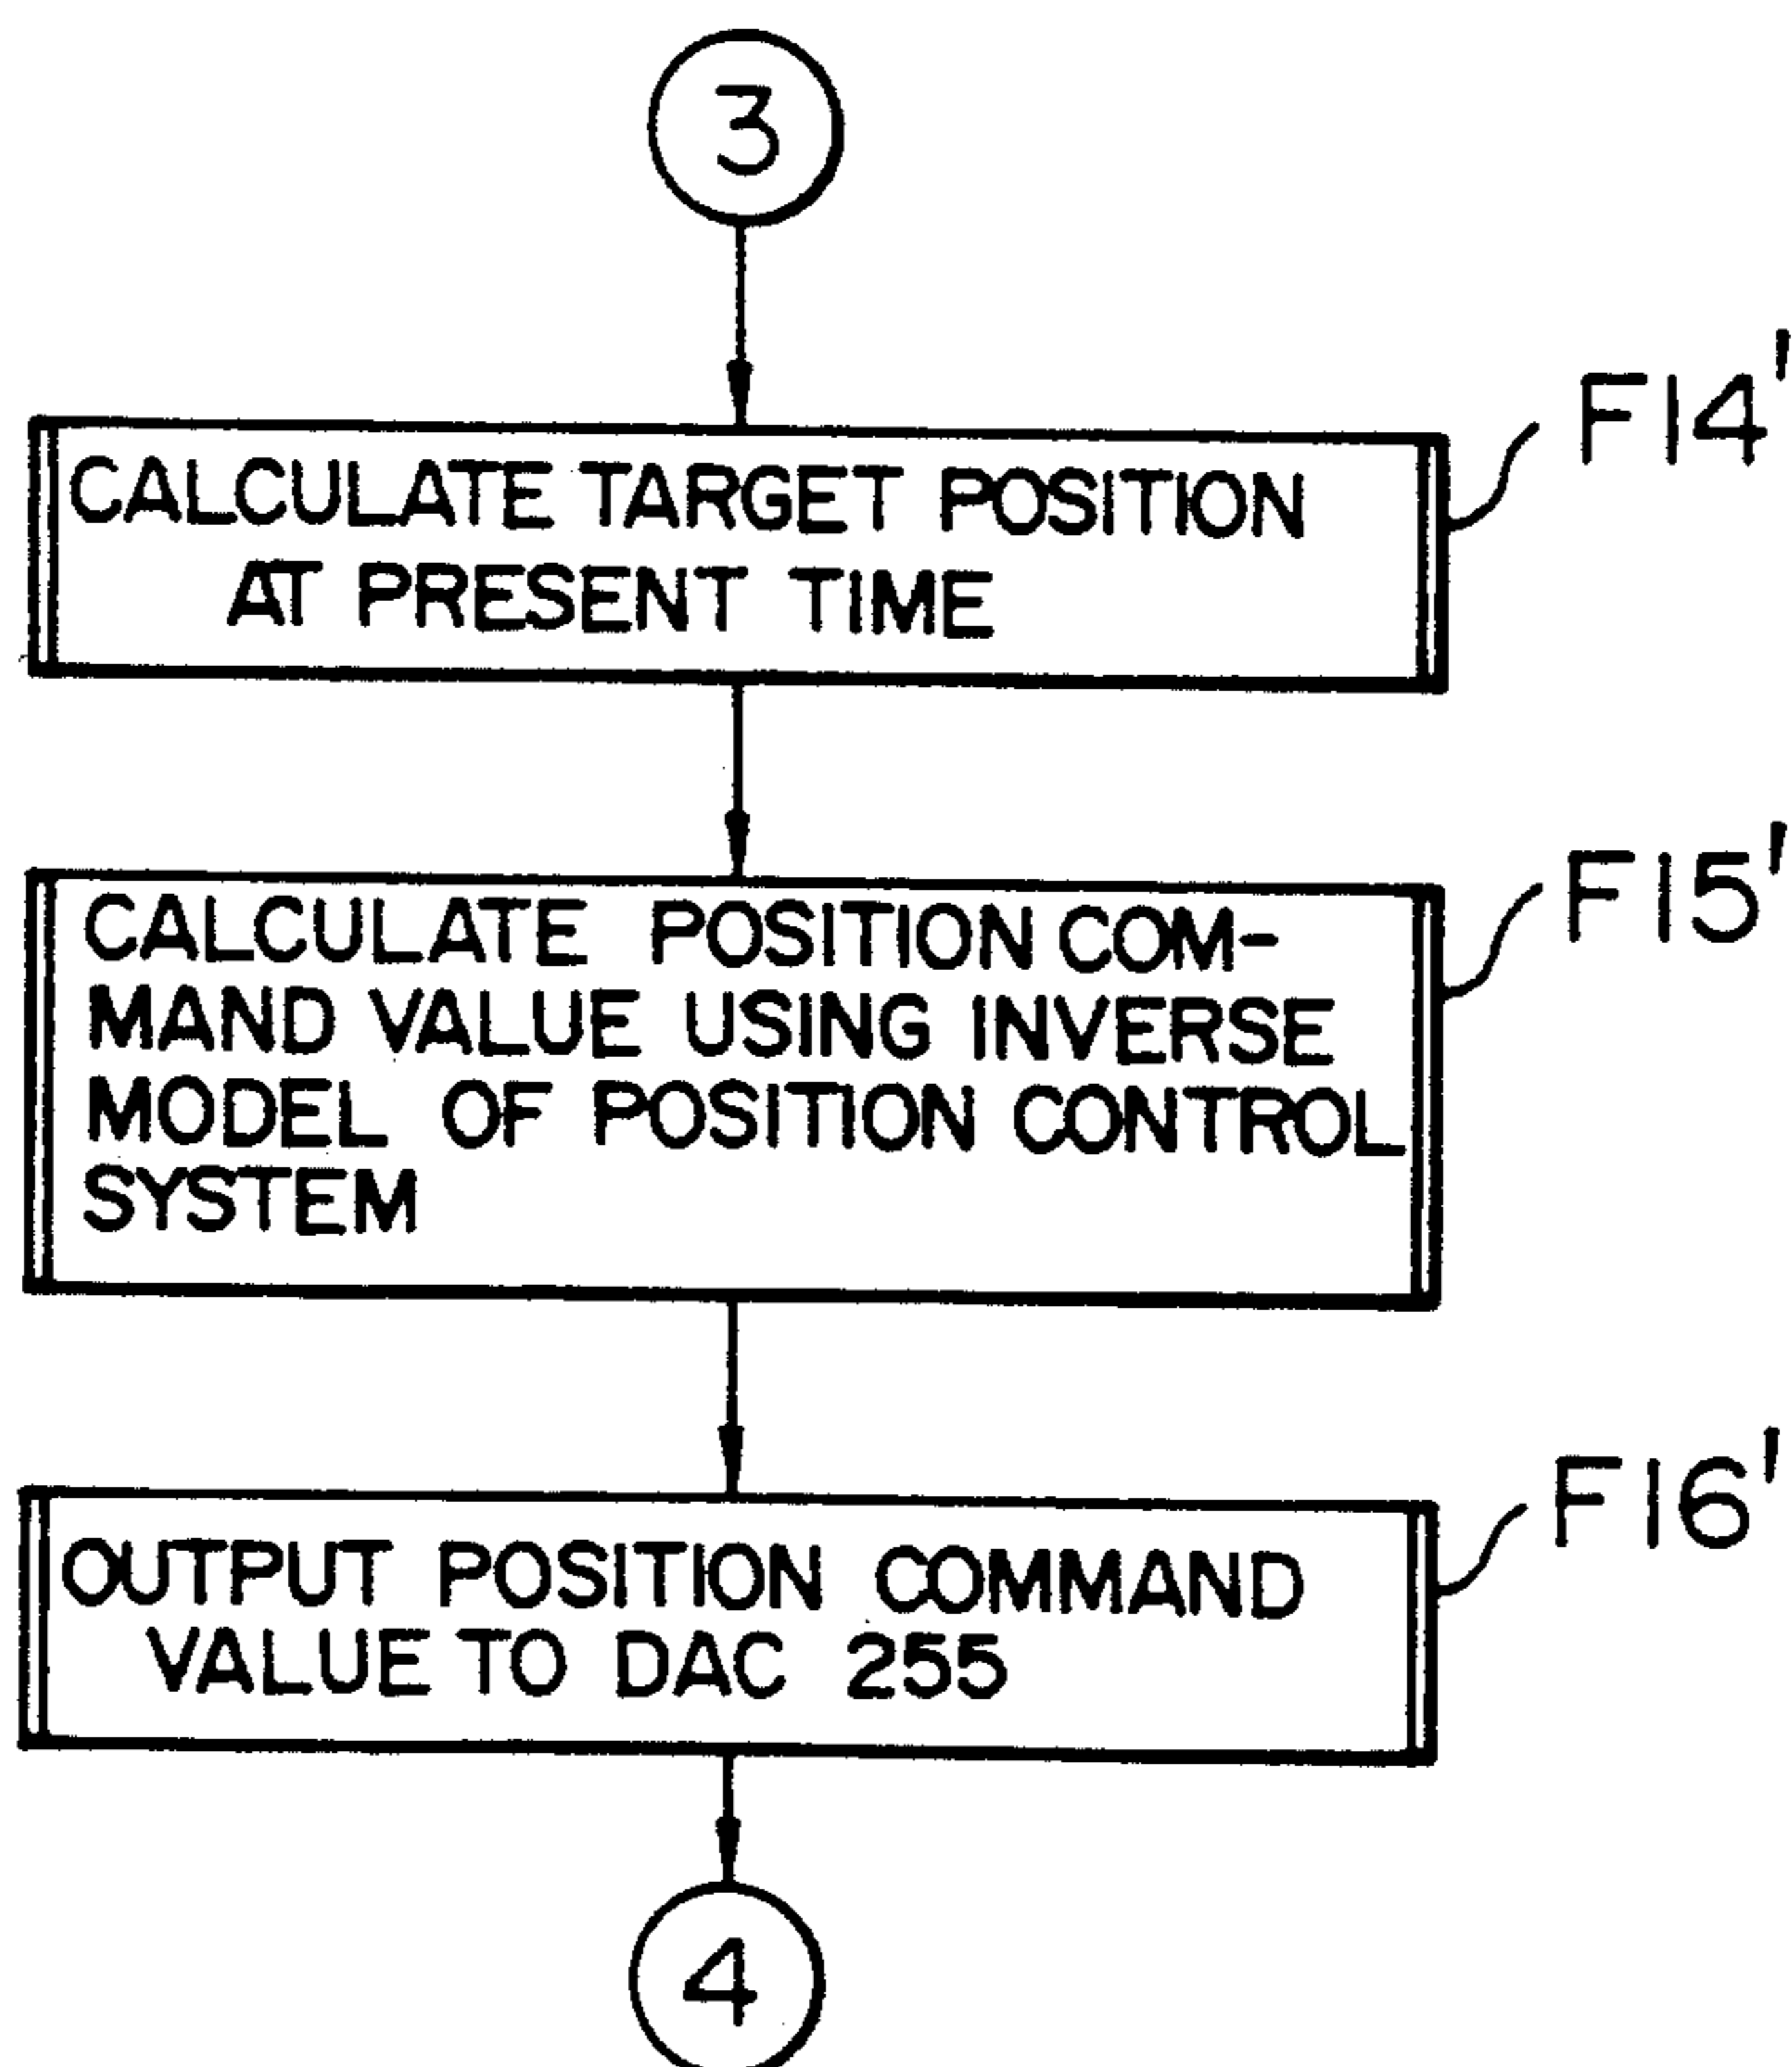 3
F14'
CALCULATE TARGET POSITION
AT PRESENT TIME
F15'
CALCULATE POSITION COM-
MAND VALUE USING INVERSE
MODEL OF POSITION CONTROL
SYSTEM
F16'
OUTPUT POSITION COMMAND
VALUE TO DAC 255
4